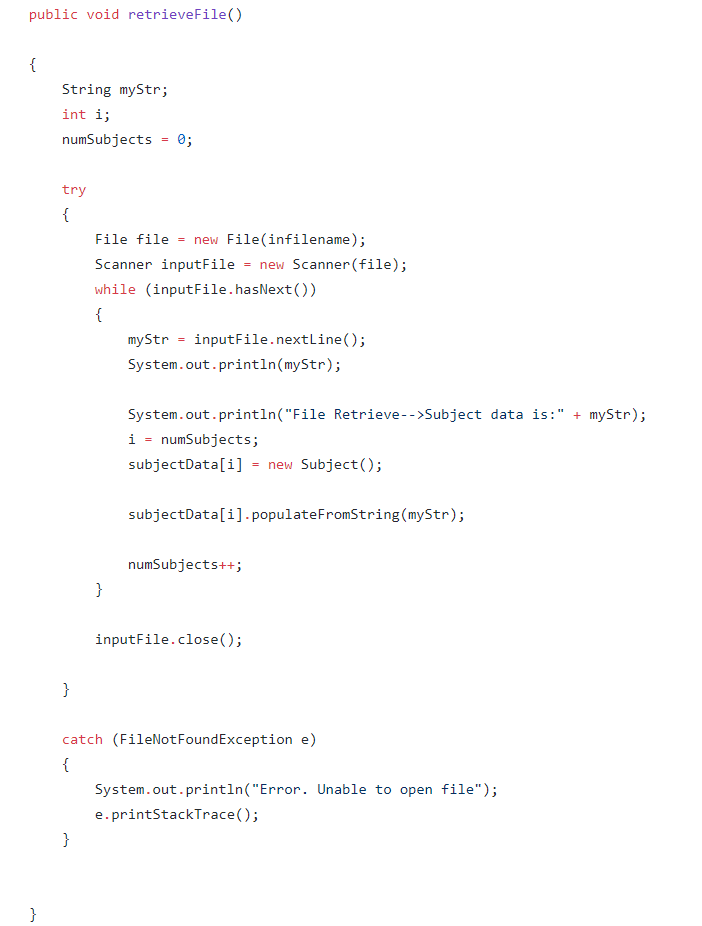 public void retrieveFile()
{
    String myStr;
    int i;
    numSubjects = 0;
    try
    {
        File file = new File(infilename);
        Scanner inputFile = new Scanner(file);
        while (inputFile.hasNext())
        {
            myStr = inputFile.nextLine();
            System.out.println(myStr);
            System.out.println("File Retrieve-->Subject data is:" + myStr);
            i = numSubjects;
            subjectData[i] = new Subject();
            subjectData[i].populateFromString(myStr);
            numSubjects++;
        }
        inputFile.close();
    }
    catch (FileNotFoundException e)
    {
        System.out.println("Error. Unable to open file");
        e.printStackTrace();
    }
}